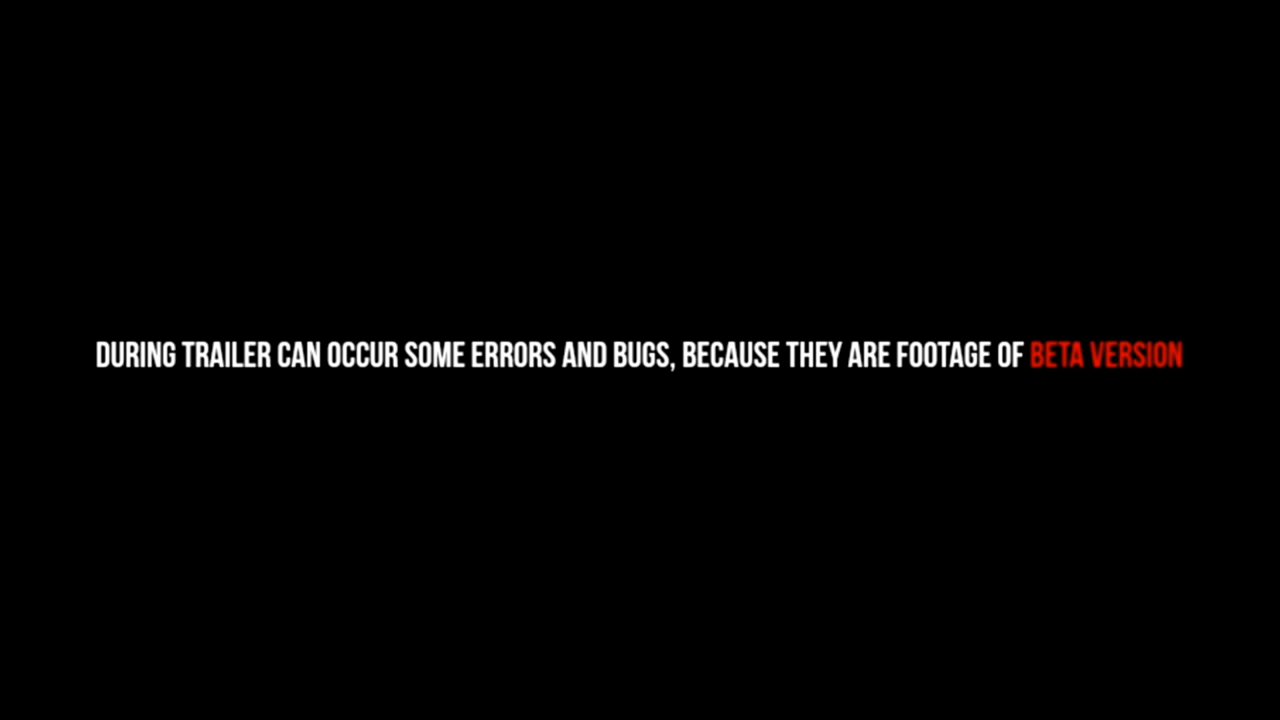 DURING TRAILER CAN OCCUR SOME ERRORS AND BUGS, BECAUSE THEY ARE FOOTAGE OF BETA VERSION